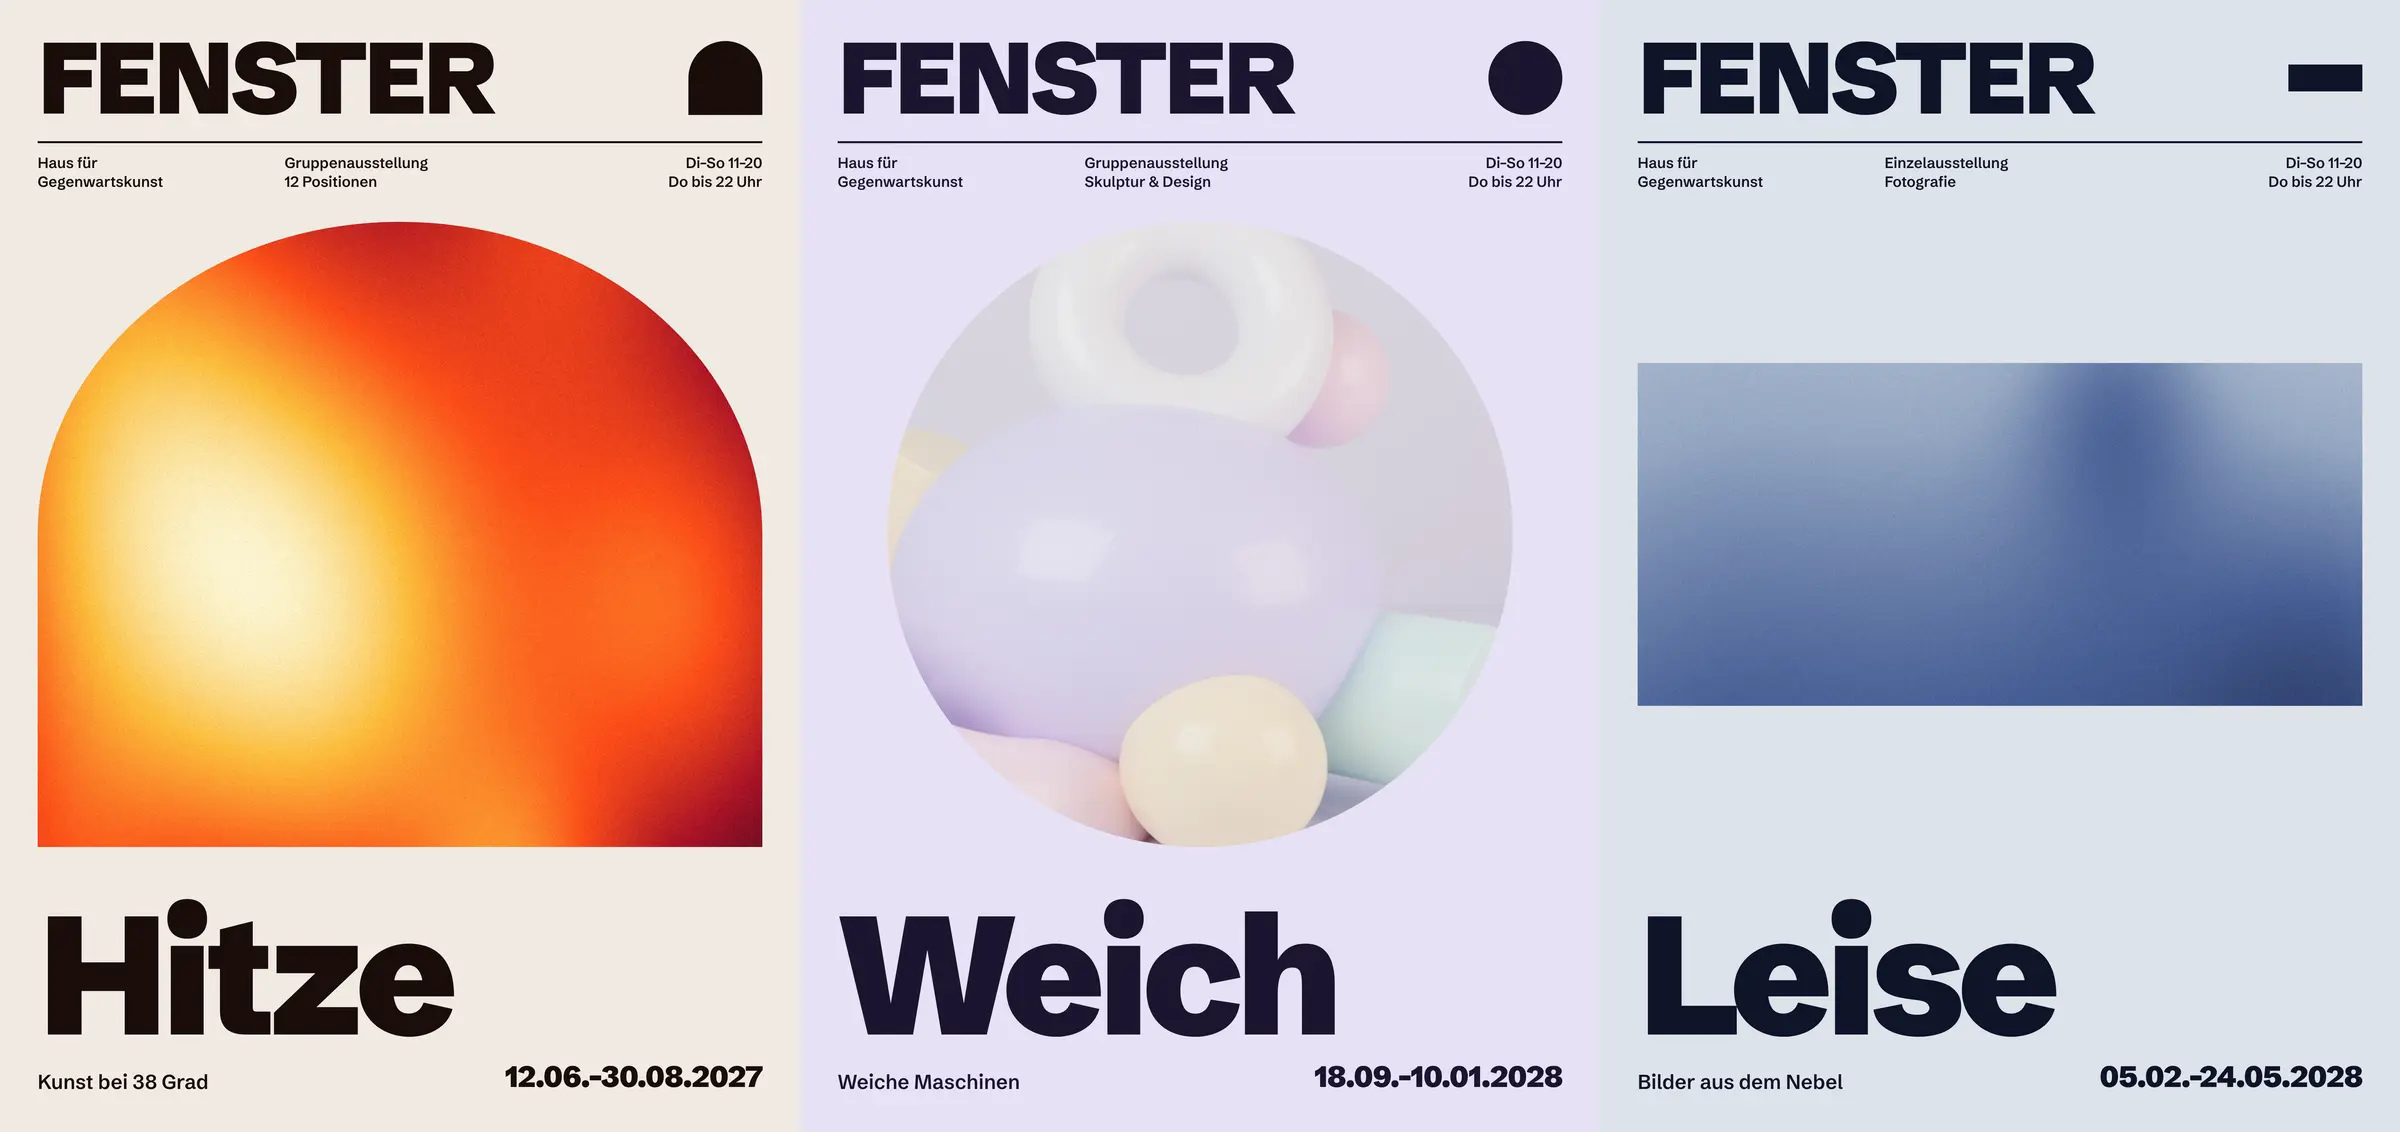 FENSTER
Haus für
Gegenwartskunst
Gruppenausstellung
12 Positionen
Di–So 11–20
Do bis 22 Uhr
Hitze
Kunst bei 38 Grad
12.06.–30.08.2027
FENSTER
Haus für
Gegenwartskunst
Gruppenausstellung
Skulptur & Design
Di–So 11–20
Do bis 22 Uhr
Weich
Weiche Maschinen
18.09.–10.01.2028
FENSTER
Haus für
Gegenwartskunst
Einzelausstellung
Fotografie
Di–So 11–20
Do bis 22 Uhr
Leise
Bilder aus dem Nebel
05.02.–24.05.2028